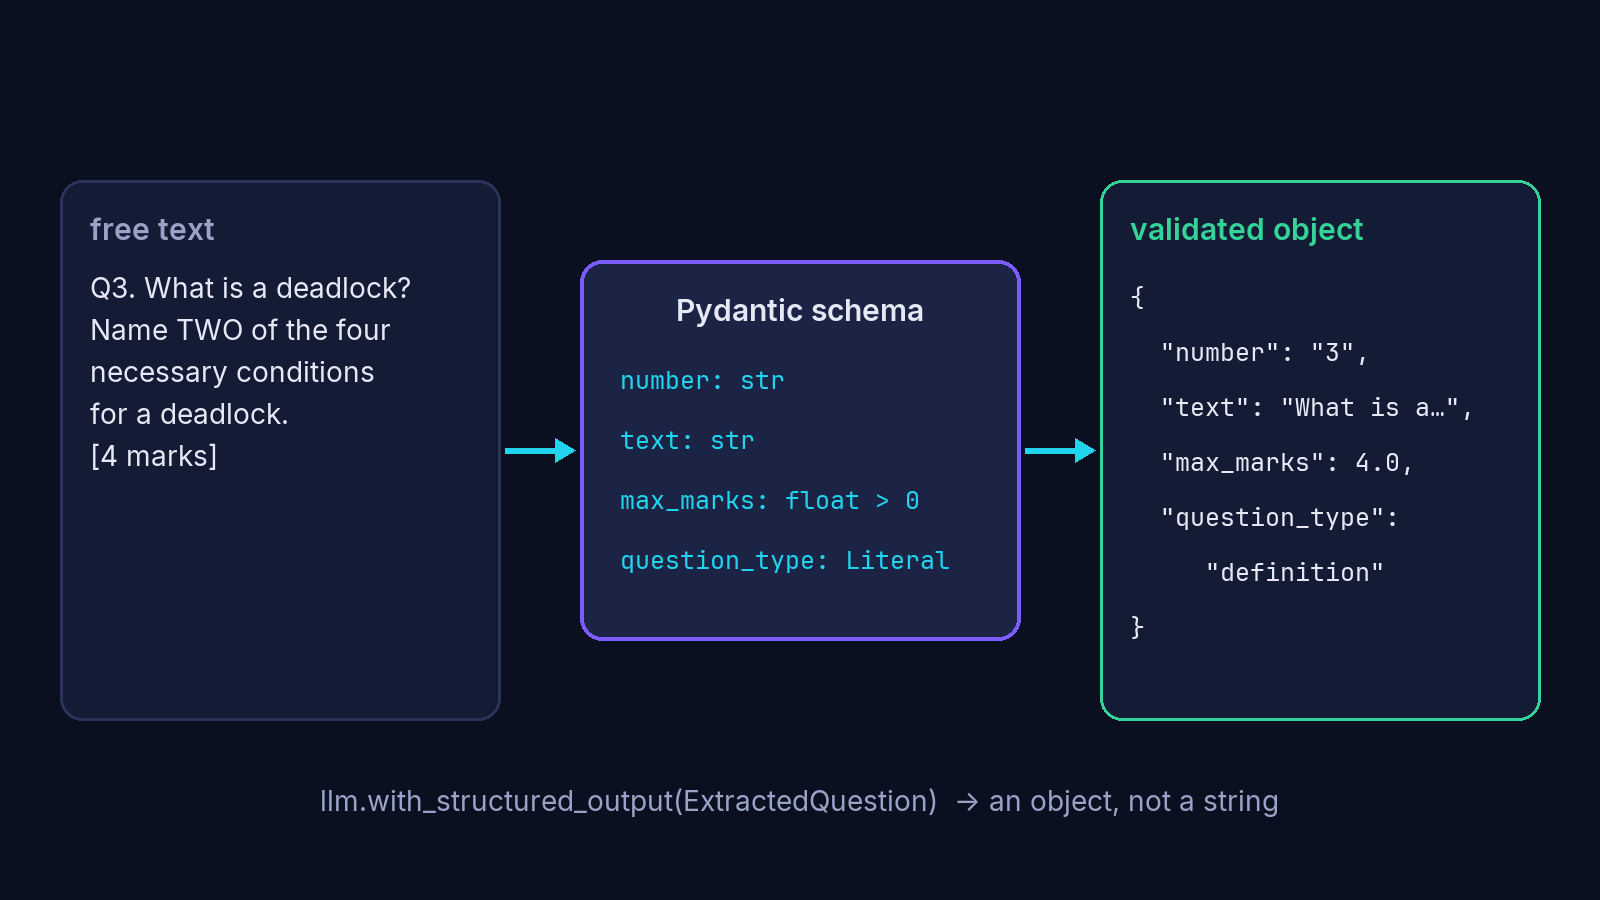 free text
Q3. What is a deadlock?
Name TWO of the four
necessary conditions
for a deadlock.
[4 marks]
Pydantic schema
number: str
text: str
max_marks: float > 0
question_type: Literal
validated object
{
"number": "3",
"text": "What is a…",
"max_marks": 4.0,
"question_type":
"definition"
}
llm.with_structured_output(ExtractedQuestion) → an object, not a string